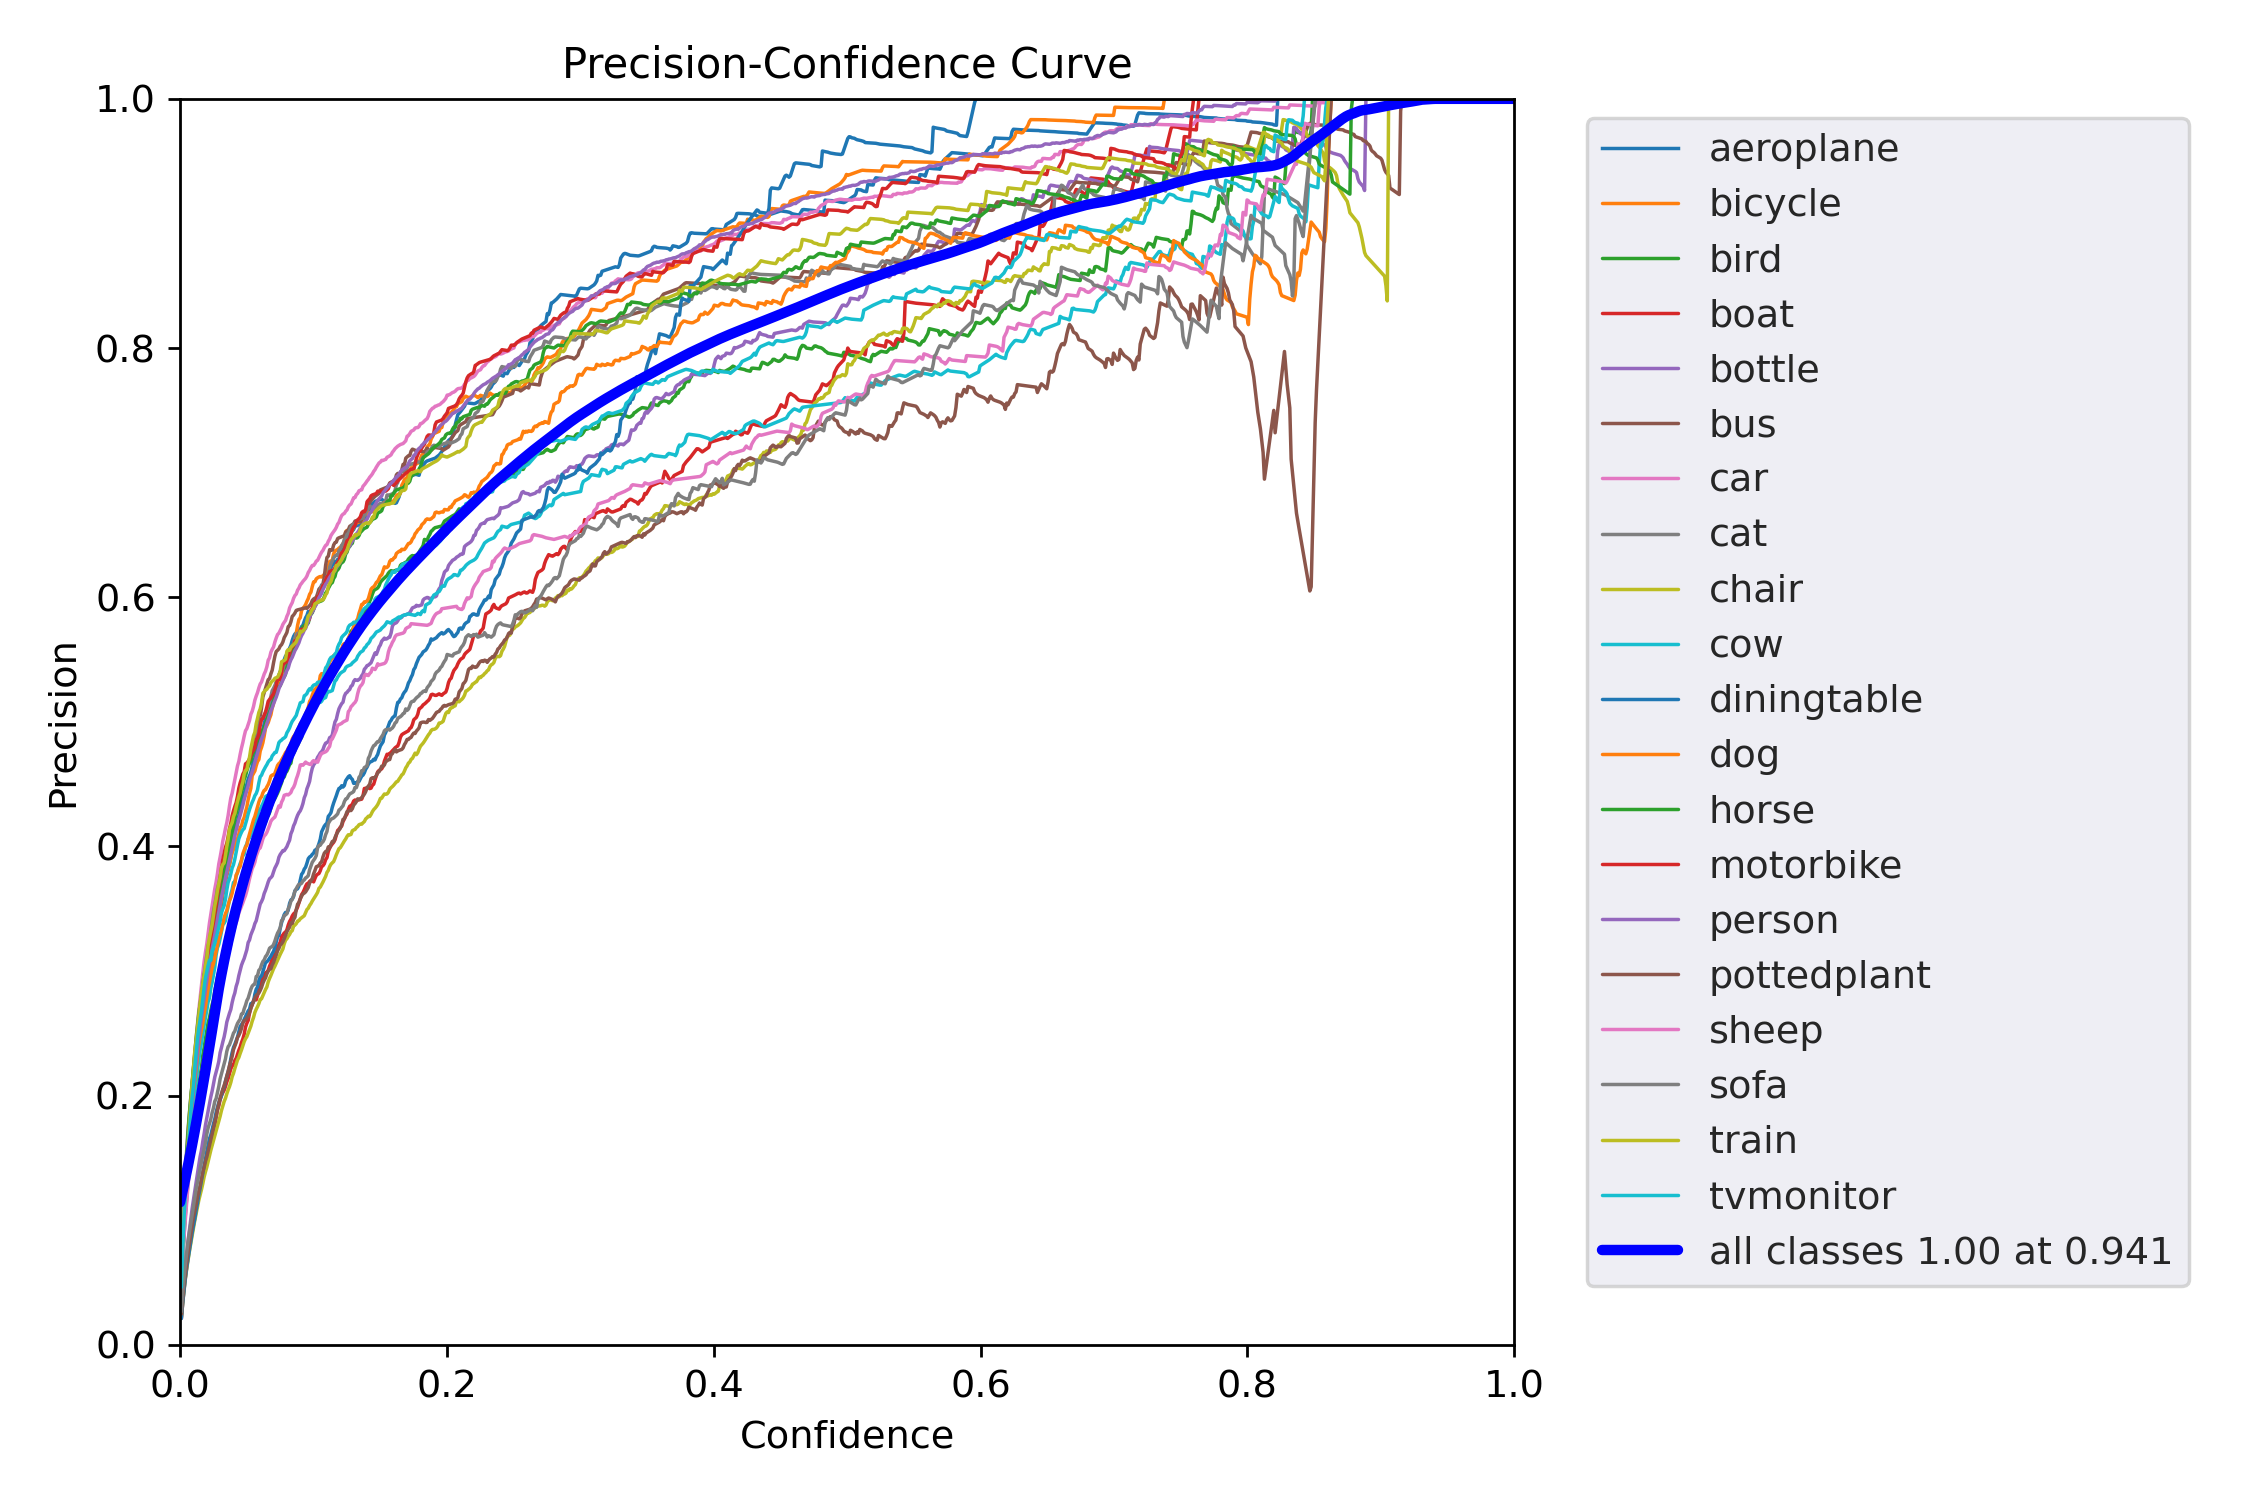 Precision-Confidence Curve
1.0
0.8
0.6
0.4
0.2
0.0
Precision
0.0
0.2
0.4
0.6
0.8
1.0
Confidence
aeroplane
bicycle
bird
boat
bottle
bus
car
cat
chair
cow
diningtable
dog
horse
motorbike
person
pottedplant
sheep
sofa
train
tvmonitor
all classes 1.00 at 0.941